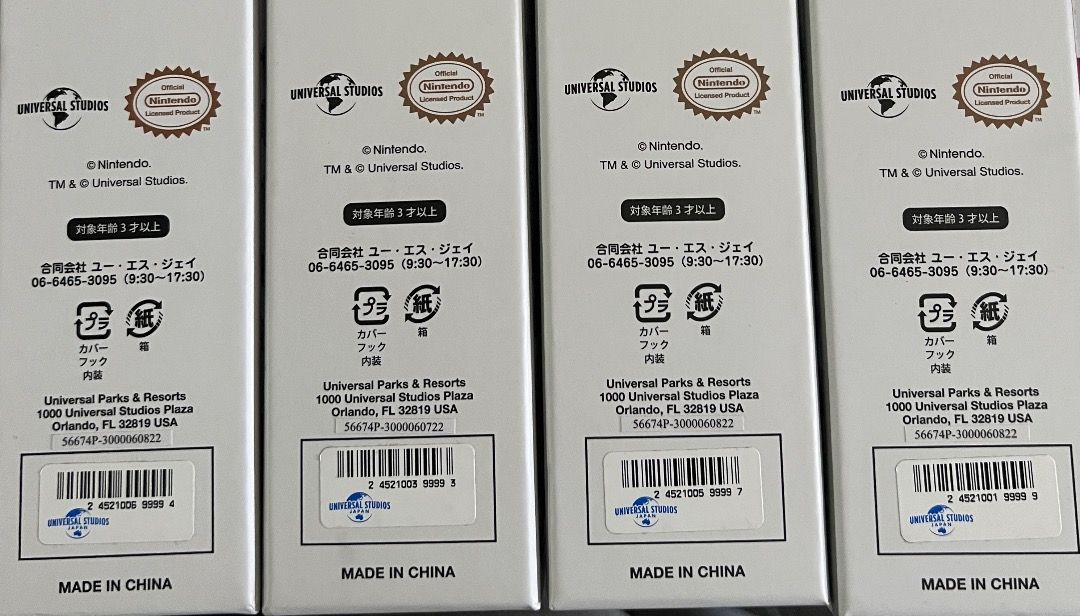 UNIVERSAL STUDIOS
Official
Nintendo
Licensed Product
TM
© Nintendo.
TM & © Universal Studios.
対象年齢3才以上
合同会社 ユー・エス・ジェイ
06-6465-3095（9:30〜17:30）
プラ
紙
カバー
フック
内装
箱
Universal Parks & Resorts
1000 Universal Studios Plaza
Orlando, FL 32819 USA
56674P-3000060822
2 4521006 9999 4
UNIVERSAL STUDIOS
JAPAN
MADE IN CHINA
UNIVERSAL STUDIOS
Official
Nintendo
Licensed Product
TM
© Nintendo.
TM & © Universal Studios.
対象年齢3才以上
合同会社 ユー・エス・ジェイ
06-6465-3095（9:30〜17:30）
プラ
紙
カバー
フック
内装
箱
Universal Parks & Resorts
1000 Universal Studios Plaza
Orlando, FL 32819 USA
56674P-3000060722
2 4521003 9999 3
UNIVERSAL STUDIOS
JAPAN
MADE IN CHINA
UNIVERSAL STUDIOS
Official
Nintendo
Licensed Product
TM
© Nintendo.
TM & © Universal Studios.
対象年齢3才以上
合同会社 ユー・エス・ジェイ
06-6465-3095（9:30〜17:30）
プラ
紙
カバー
フック
内装
箱
Universal Parks & Resorts
1000 Universal Studios Plaza
Orlando, FL 32819 USA
56674P-3000060822
2 4521005 9999 7
UNIVERSAL STUDIOS
JAPAN
MADE IN CHINA
UNIVERSAL STUDIOS
Official
Nintendo
Licensed Product
TM
© Nintendo.
TM & © Universal Studios.
対象年齢3才以上
合同会社 ユー・エス・ジェイ
06-6465-3095（9:30〜17:30）
プラ
紙
カバー
フック
内装
箱
Universal Parks & Resorts
1000 Universal Studios Plaza
Orlando, FL 32819 USA
56674P-3000060822
2 4521001 9999 9
UNIVERSAL STUDIOS
JAPAN
MADE IN CHINA